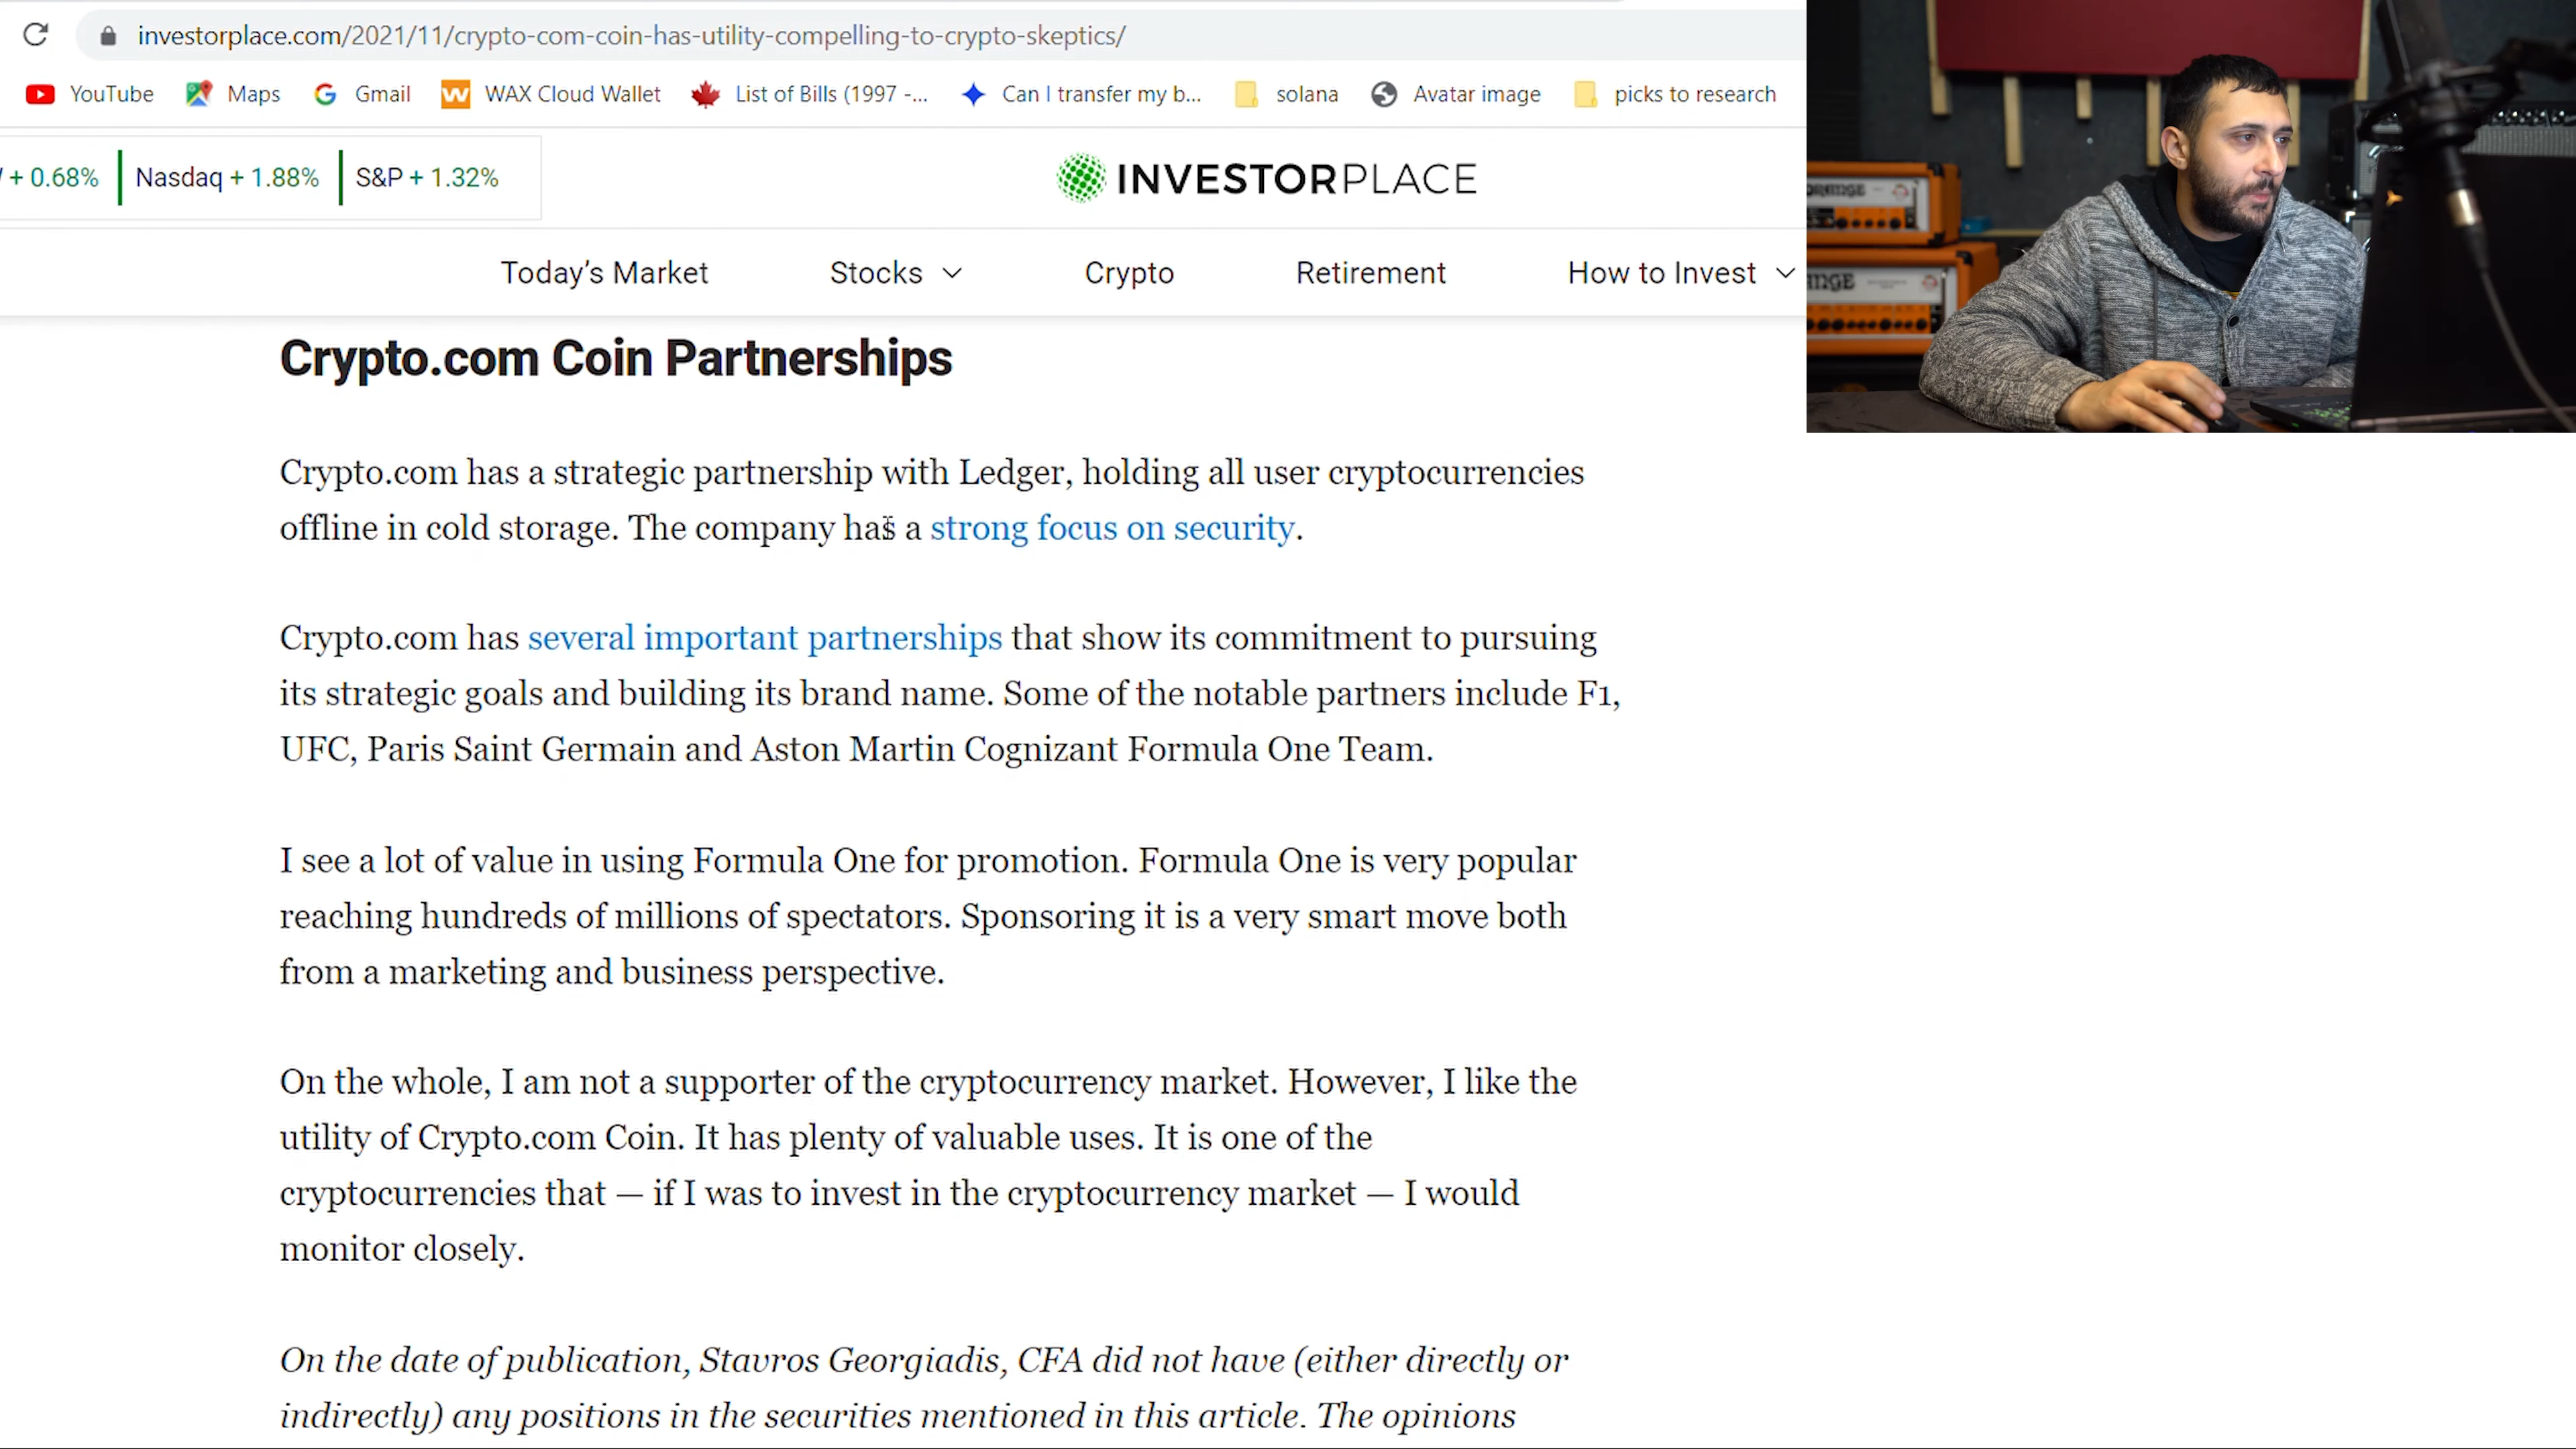 investorplace.com/2021/11/crypto-com-coin-has-utility-compelling-to-crypto-skeptics/
YouTube Maps Gmail WAX Cloud Wallet List of Bills (1997 -... Can I transfer my b... solana Avatar image picks to research
+ 0.68% Nasdaq + 1.88% S&P + 1.32%
INVESTORPLACE
Today's Market Stocks Crypto Retirement How to Invest
Crypto.com Coin Partnerships
Crypto.com has a strategic partnership with Ledger, holding all user cryptocurrencies
offline in cold storage. The company has a strong focus on security.
Crypto.com has several important partnerships that show its commitment to pursuing
its strategic goals and building its brand name. Some of the notable partners include F1,
UFC, Paris Saint Germain and Aston Martin Cognizant Formula One Team.
I see a lot of value in using Formula One for promotion. Formula One is very popular
reaching hundreds of millions of spectators. Sponsoring it is a very smart move both
from a marketing and business perspective.
On the whole, I am not a supporter of the cryptocurrency market. However, I like the
utility of Crypto.com Coin. It has plenty of valuable uses. It is one of the
cryptocurrencies that — if I was to invest in the cryptocurrency market — I would
monitor closely.
On the date of publication, Stavros Georgiadis, CFA did not have (either directly or
indirectly) any positions in the securities mentioned in this article. The opinions